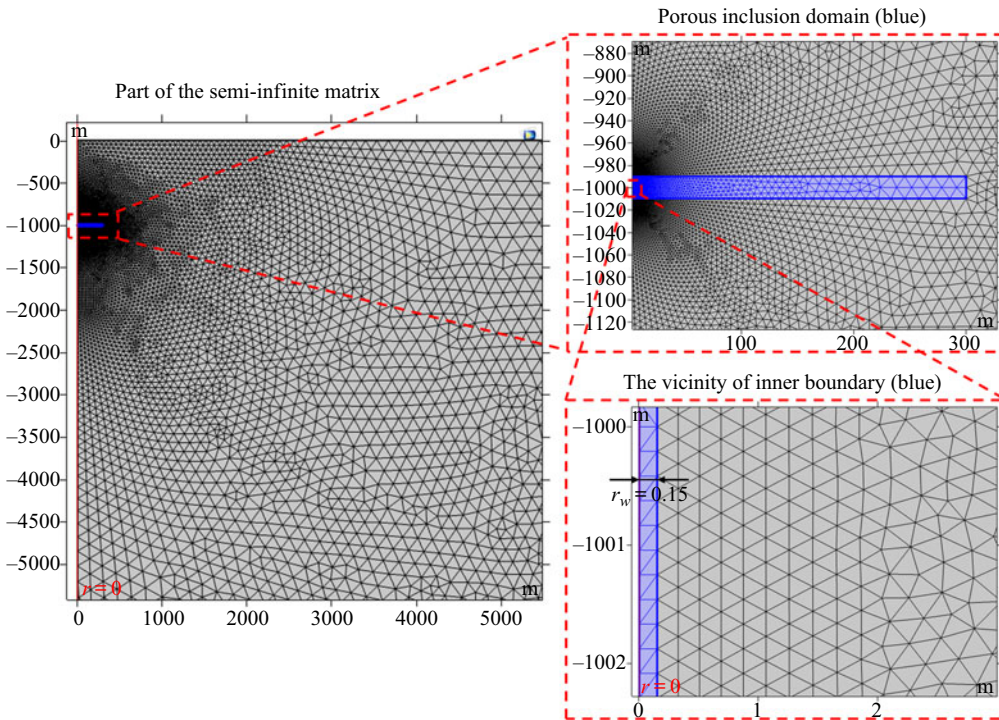 Part of the semi-infinite matrix
m
0
–500
–1000
–1500
–2000
–2500
–3000
–3500
–4000
–4500
–5000
r = 0
m
0 1000 2000 3000 4000 5000
Porous inclusion domain (blue)
m
–880
–900
–920
–940
–960
–980
–1000
–1020
–1040
–1060
–1080
–1100
–1120
m
100 200 300
The vicinity of inner boundary (blue)
m
–1000
r_w = 0.15
–1001
–1002
r = 0
m
0 1 2